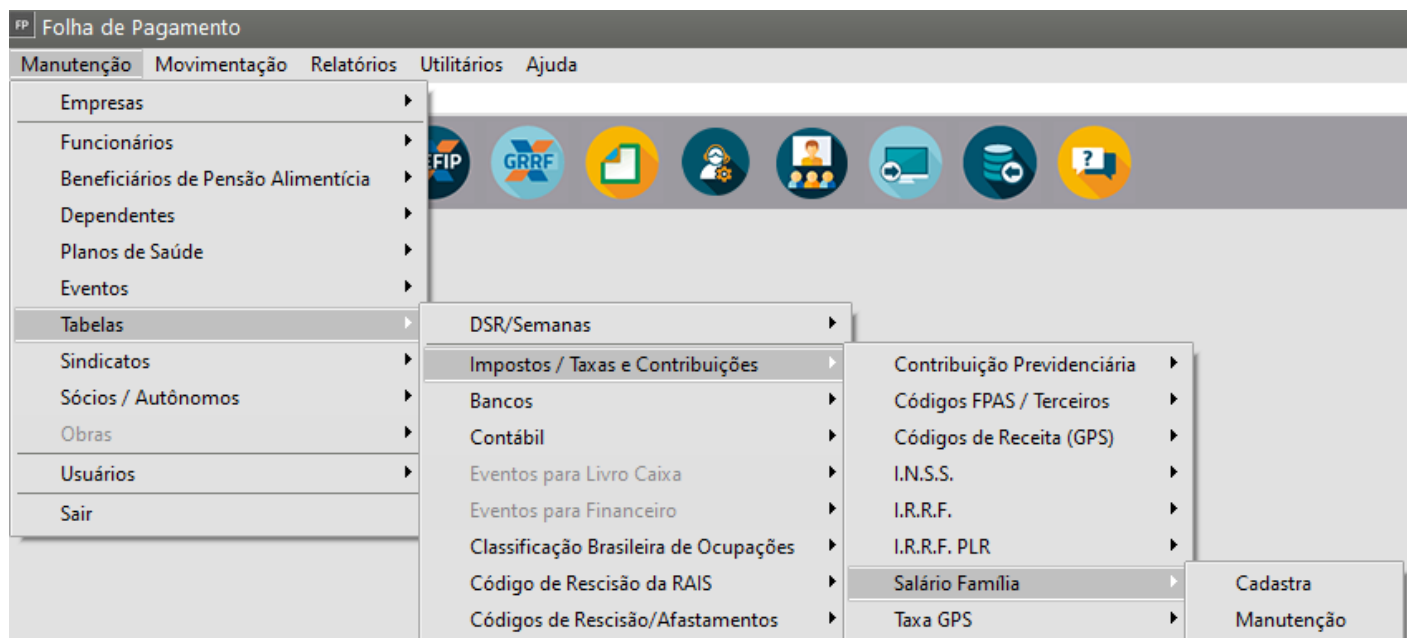 FP Folha de Pagamento
Manutenção Movimentação Relatórios Utilitários Ajuda
Empresas
Funcionários
Beneficiários de Pensão Alimentícia
Dependentes
Planos de Saúde
Eventos
Tabelas
Sindicatos
Sócios / Autônomos
Obras
Usuários
Sair
GRRF
?
DSR/Semanas
Impostos / Taxas e Contribuições
Bancos
Contábil
Eventos para Livro Caixa
Eventos para Financeiro
Classificação Brasileira de Ocupações
Código de Rescisão da RAIS
Códigos de Rescisão/Afastamentos
Contribuição Previdenciária
Códigos FPAS / Terceiros
Códigos de Receita (GPS)
I.N.S.S.
I.R.R.F.
I.R.R.F. PLR
Salário Família
Taxa GPS
Cadastra
Manutenção